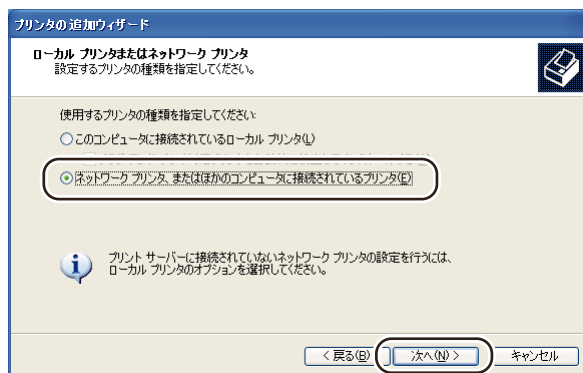 プリンタの追加ウィザード
ローカル プリンタまたはネットワーク プリンタ
設定するプリンタの種類を指定してください。
使用するプリンタの種類を指定してください:
このコンピュータに接続されているローカル プリンタ(L)
ネットワーク プリンタ、またはほかのコンピュータに接続されているプリンタ(E)
プリント サーバーに接続されていないネットワーク プリンタの設定を行うには、
ローカル プリンタのオプションを選択してください。
< 戻る(B) 次へ(N) > キャンセル